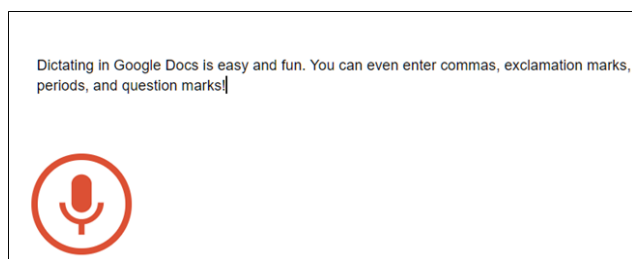 Dictating in Google Docs is easy and fun. You can even enter commas, exclamation marks,
periods, and question marks!